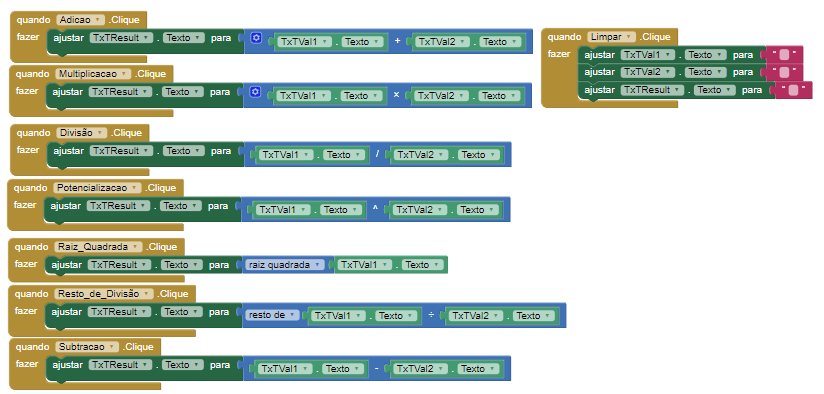 quando Adicao .Clique
fazer ajustar TxTResult . Texto para TxTVal1 . Texto + TxTVal2 . Texto
quando Multiplicacao .Clique
fazer ajustar TxTResult . Texto para TxTVal1 . Texto × TxTVal2 . Texto
quando Divisão .Clique
fazer ajustar TxTResult . Texto para TxTVal1 . Texto / TxTVal2 . Texto
quando Potencializacao .Clique
fazer ajustar TxTResult . Texto para TxTVal1 . Texto ^ TxTVal2 . Texto
quando Raiz_Quadrada .Clique
fazer ajustar TxTResult . Texto para raiz quadrada TxTVal1 . Texto
quando Resto_de_Divisão .Clique
fazer ajustar TxTResult . Texto para resto de TxTVal1 . Texto ÷ TxTVal2 . Texto
quando Subtracao .Clique
fazer ajustar TxTResult . Texto para TxTVal1 . Texto - TxTVal2 . Texto
quando Limpar .Clique
fazer ajustar TxTVal1 . Texto para " "
ajustar TxTVal2 . Texto para " "
ajustar TxTResult . Texto para " "